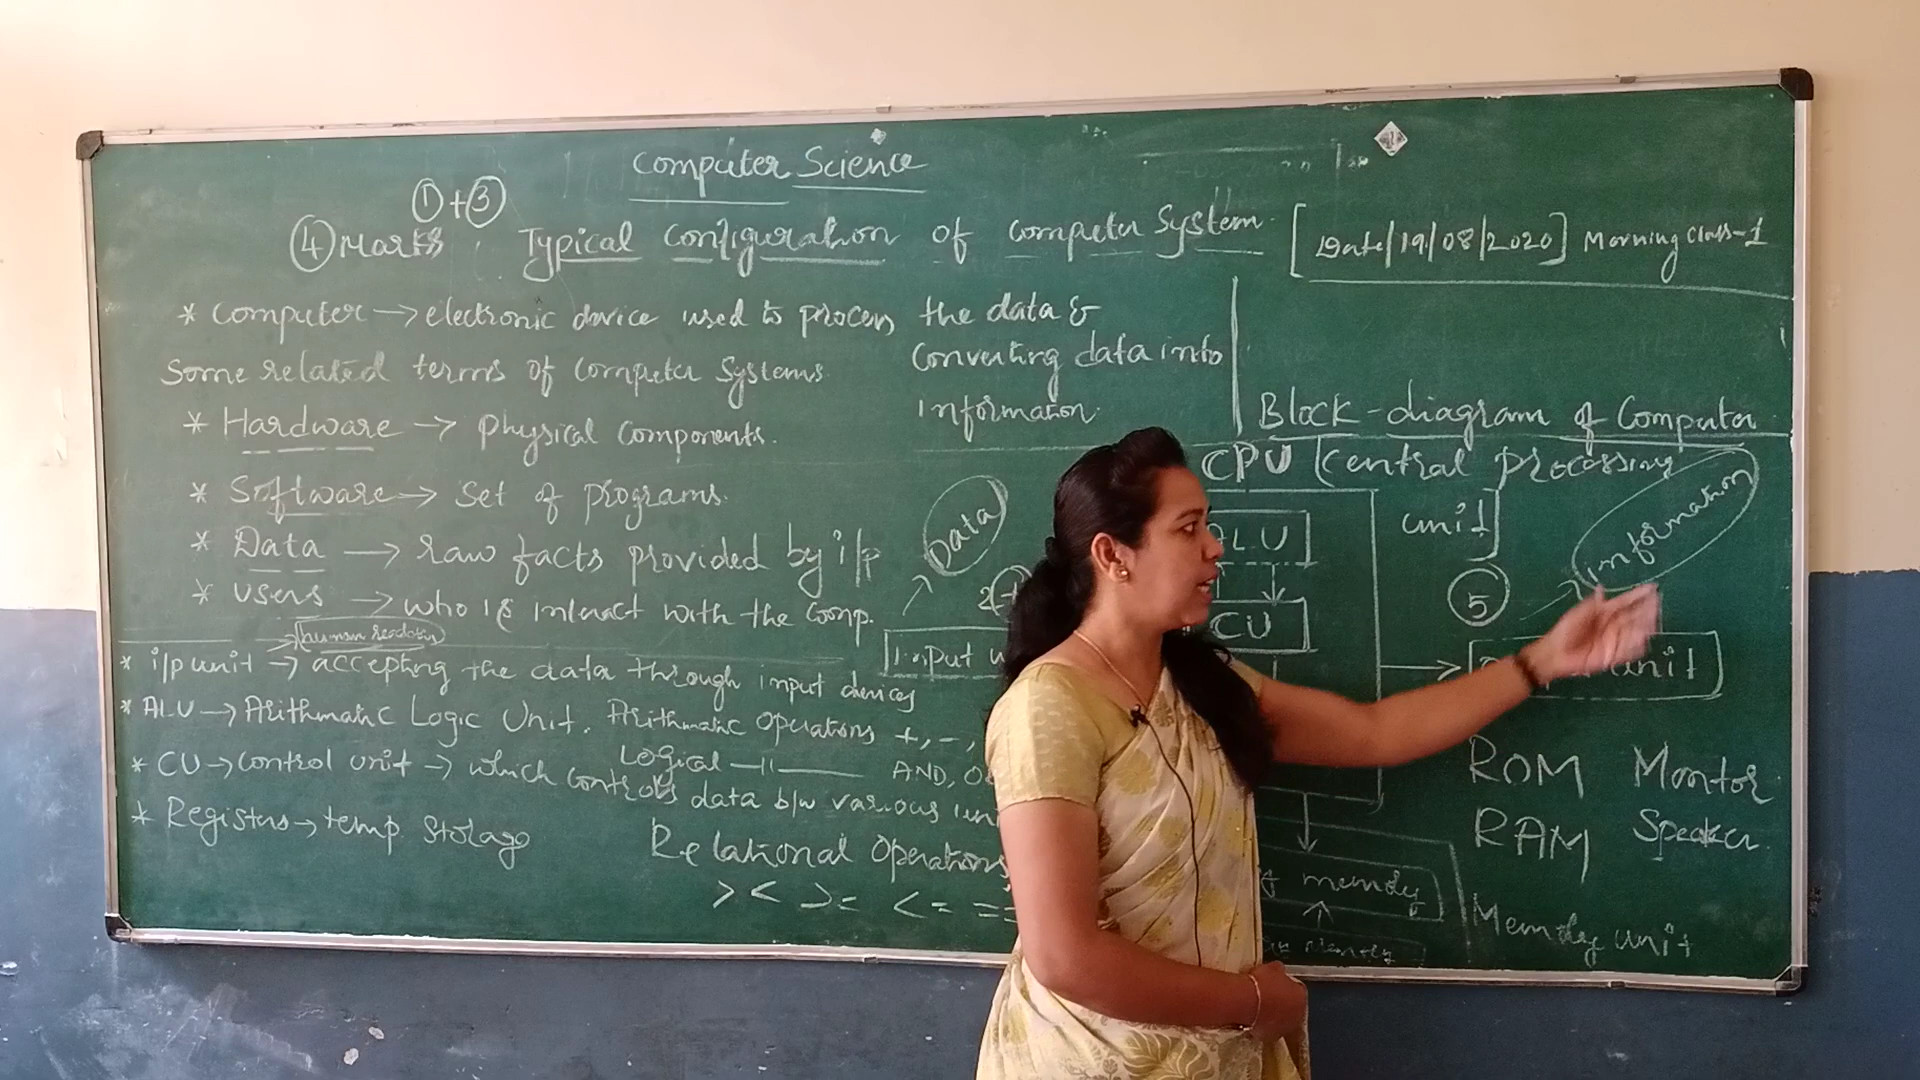 Computer Science
① + ③
④ Marks : Typical Configuration of Computer System [Date/19/08/2020] Morning Class-1
* Computer → electronic device used to process the data &
converting data into
information.
Some related terms of Computer Systems
* Hardware → physical components.
* Software → set of programs.
* Data → raw facts provided by i/p
* Users → who is interact with the Comp.
human readable
* i/p unit → accepting the data through input devices
* ALU → Arithmatic Logic Unit. Arithmatic Operations +, -,
Logical —||— AND,
* CU → control unit → which controls data b/w various
* Registers → temp. Storage
Relational Operations
> < >= <= ==
Block-diagram of Computer
CPU [Central Processing
unit]
Data
Input
ALU
CU
⑤
information
unit
ROM Montor
RAM Speaker
memory
memory
Memory unit